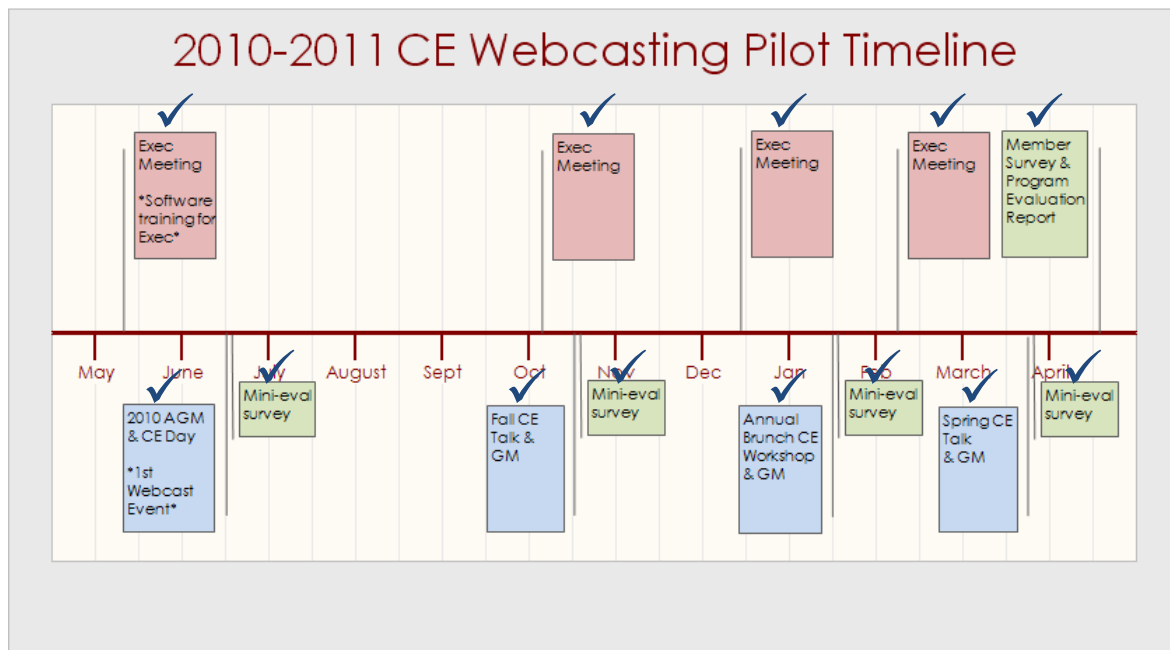 2010-2011 CE Webcasting Pilot Timeline
Exec
Meeting
*Software
training for
Exec*
Exec
Meeting
Exec
Meeting
Exec
Meeting
Member
Survey &
Program
Evaluation
Report
May June July August Sept Oct Nov Dec Jan Feb March April
2010 AGM
& CE Day
*1st
Webcast
Event*
Mini-eval
survey
Fall CE
Talk &
GM
Mini-eval
survey
Annual
Brunch CE
Workshop
& GM
Mini-eval
survey
Spring CE
Talk
& GM
Mini-eval
survey